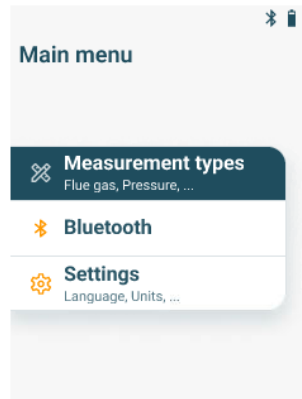 Main menu
Measurement types
Flue gas, Pressure, ...
Bluetooth
Settings
Language, Units, ...